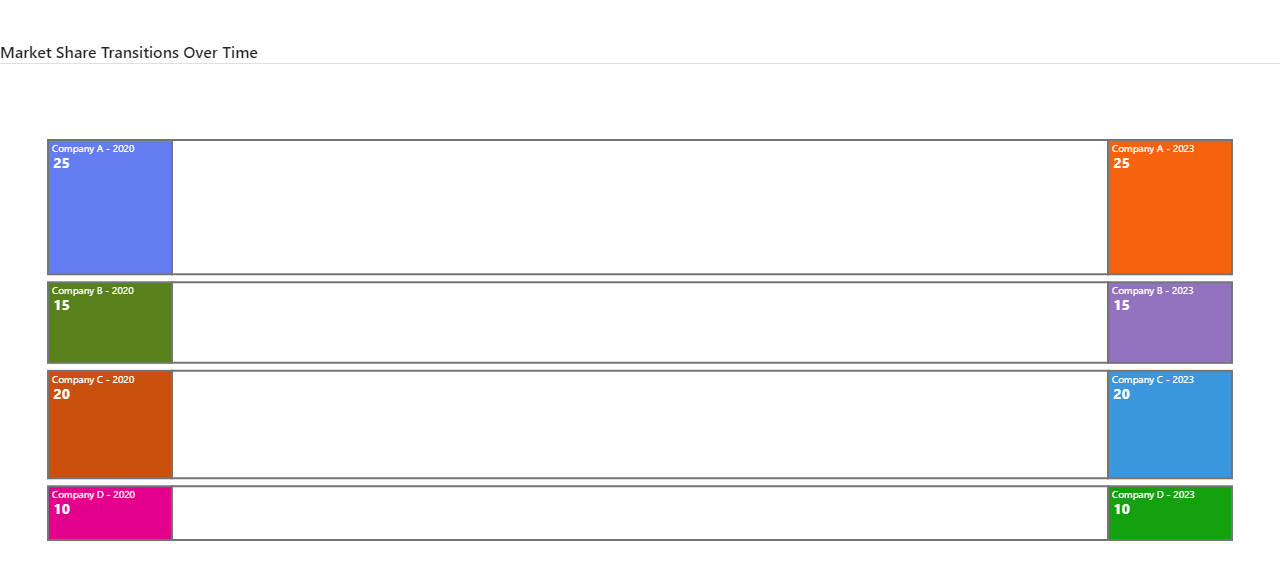 Market Share Transitions Over Time
Company A - 2020
25
Company A - 2023
25
Company B - 2020
15
Company B - 2023
15
Company C - 2020
20
Company C - 2023
20
Company D - 2020
10
Company D - 2023
10